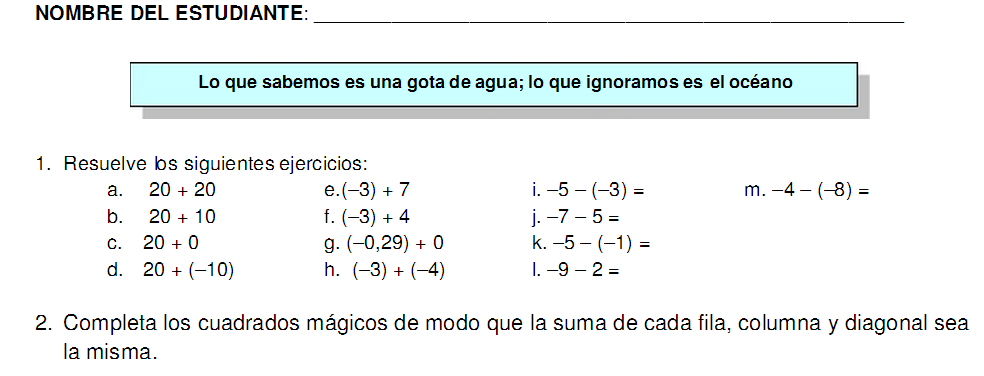 NOMBRE DEL ESTUDIANTE: ___________________________________________________
Lo que sabemos es una gota de agua; lo que ignoramos es el océano
1. Resuelve los siguientes ejercicios:
a. 20 + 20 e.(–3) + 7 i. –5 – (–3) = m. –4 – (–8) =
b. 20 + 10 f. (–3) + 4 j. –7 – 5 =
c. 20 + 0 g. (–0,29) + 0 k. –5 – (–1) =
d. 20 + (–10) h. (–3) + (–4) l. –9 – 2 =
2. Completa los cuadrados mágicos de modo que la suma de cada fila, columna y diagonal sea
la misma.